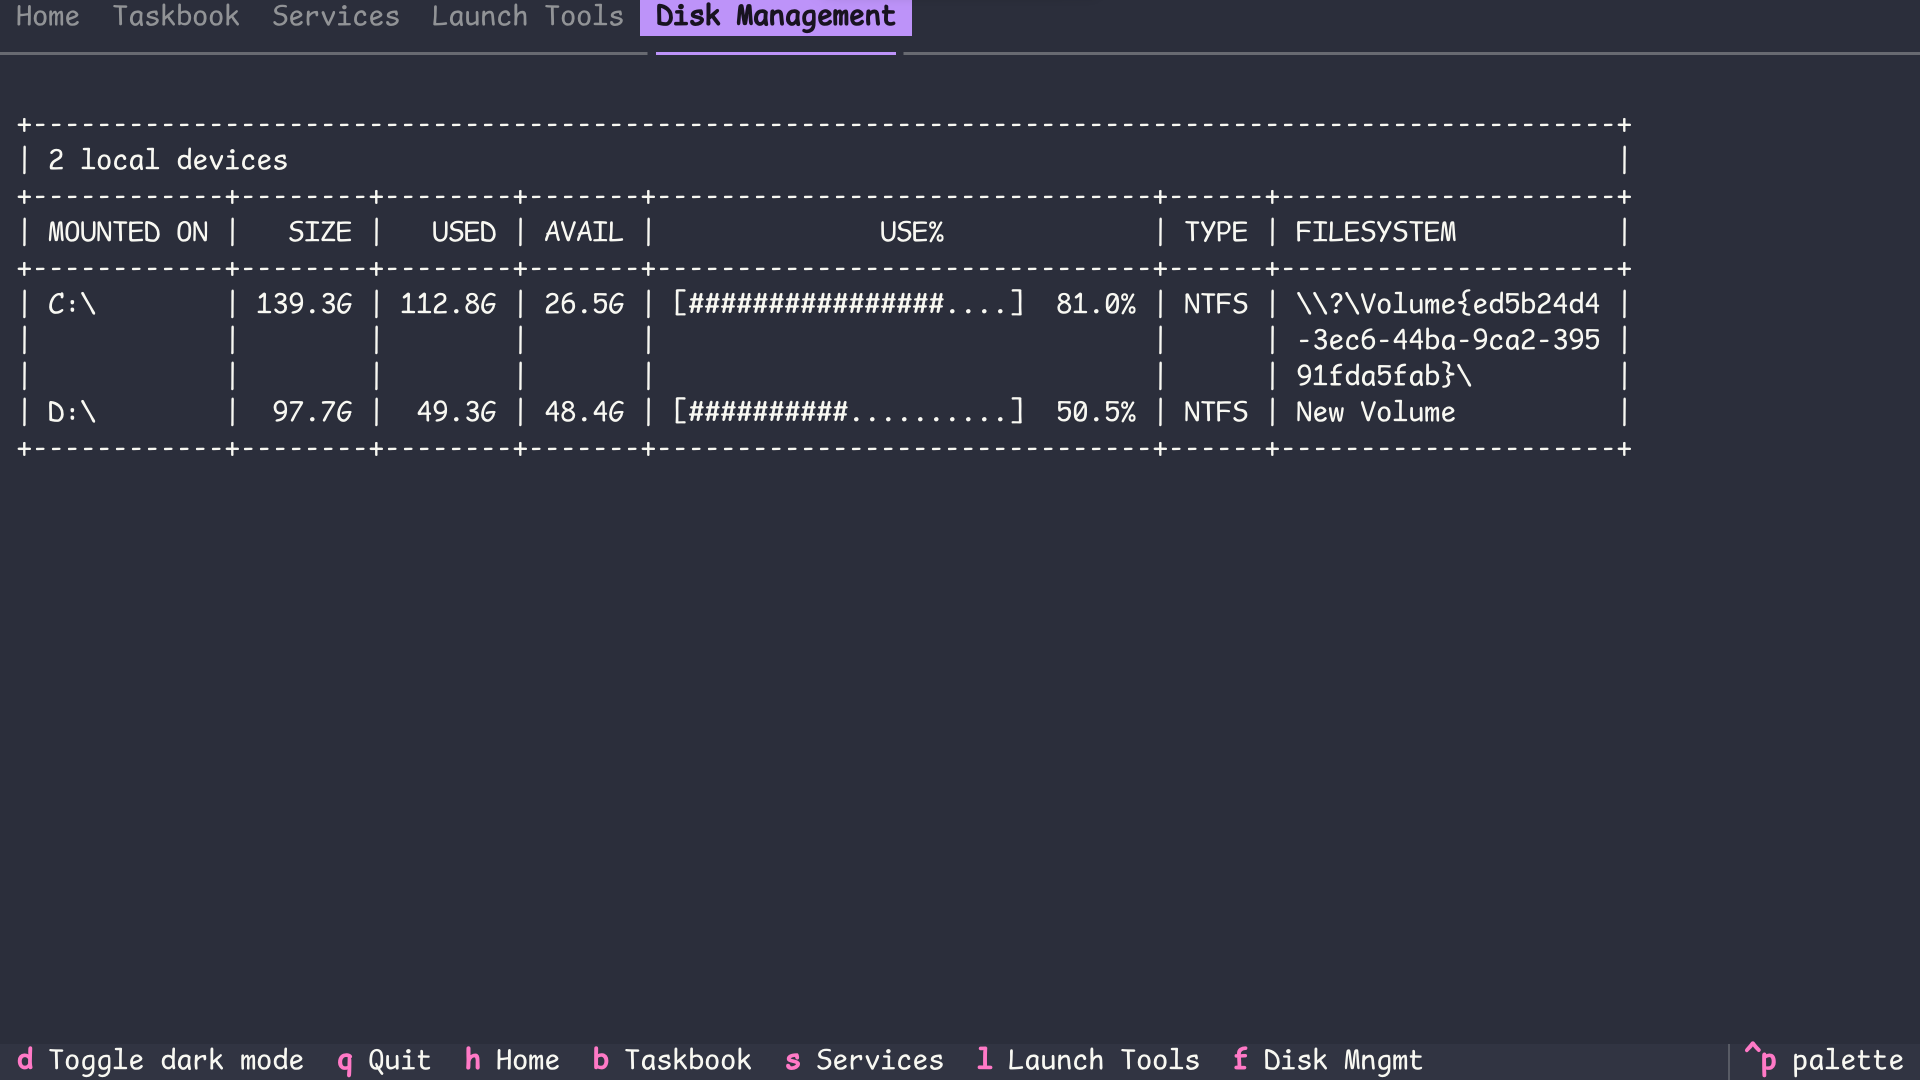 Home  Taskbook  Services  Launch Tools  Disk Management
+----------------------------------------------------------------------------------------------------+
| 2 local devices                                                                                    |
+------------+--------+--------+-------+-------------------------------+------+---------------------+
| MOUNTED ON |   SIZE |   USED | AVAIL |              USE%             | TYPE | FILESYSTEM          |
+------------+--------+--------+-------+-------------------------------+------+---------------------+
| C:\        | 139.3G | 112.8G | 26.5G | [################....]  81.0% | NTFS | \\?\Volume{ed5b24d4 |
|            |        |        |       |                               |      | -3ec6-44ba-9ca2-395 |
|            |        |        |       |                               |      | 91fda5fab}\         |
| D:\        |  97.7G |  49.3G | 48.4G | [##########..........]  50.5% | NTFS | New Volume          |
+------------+--------+--------+-------+-------------------------------+------+---------------------+
d Toggle dark mode  q Quit  h Home  b Taskbook  s Services  l Launch Tools  f Disk Mngmt  ^p palette